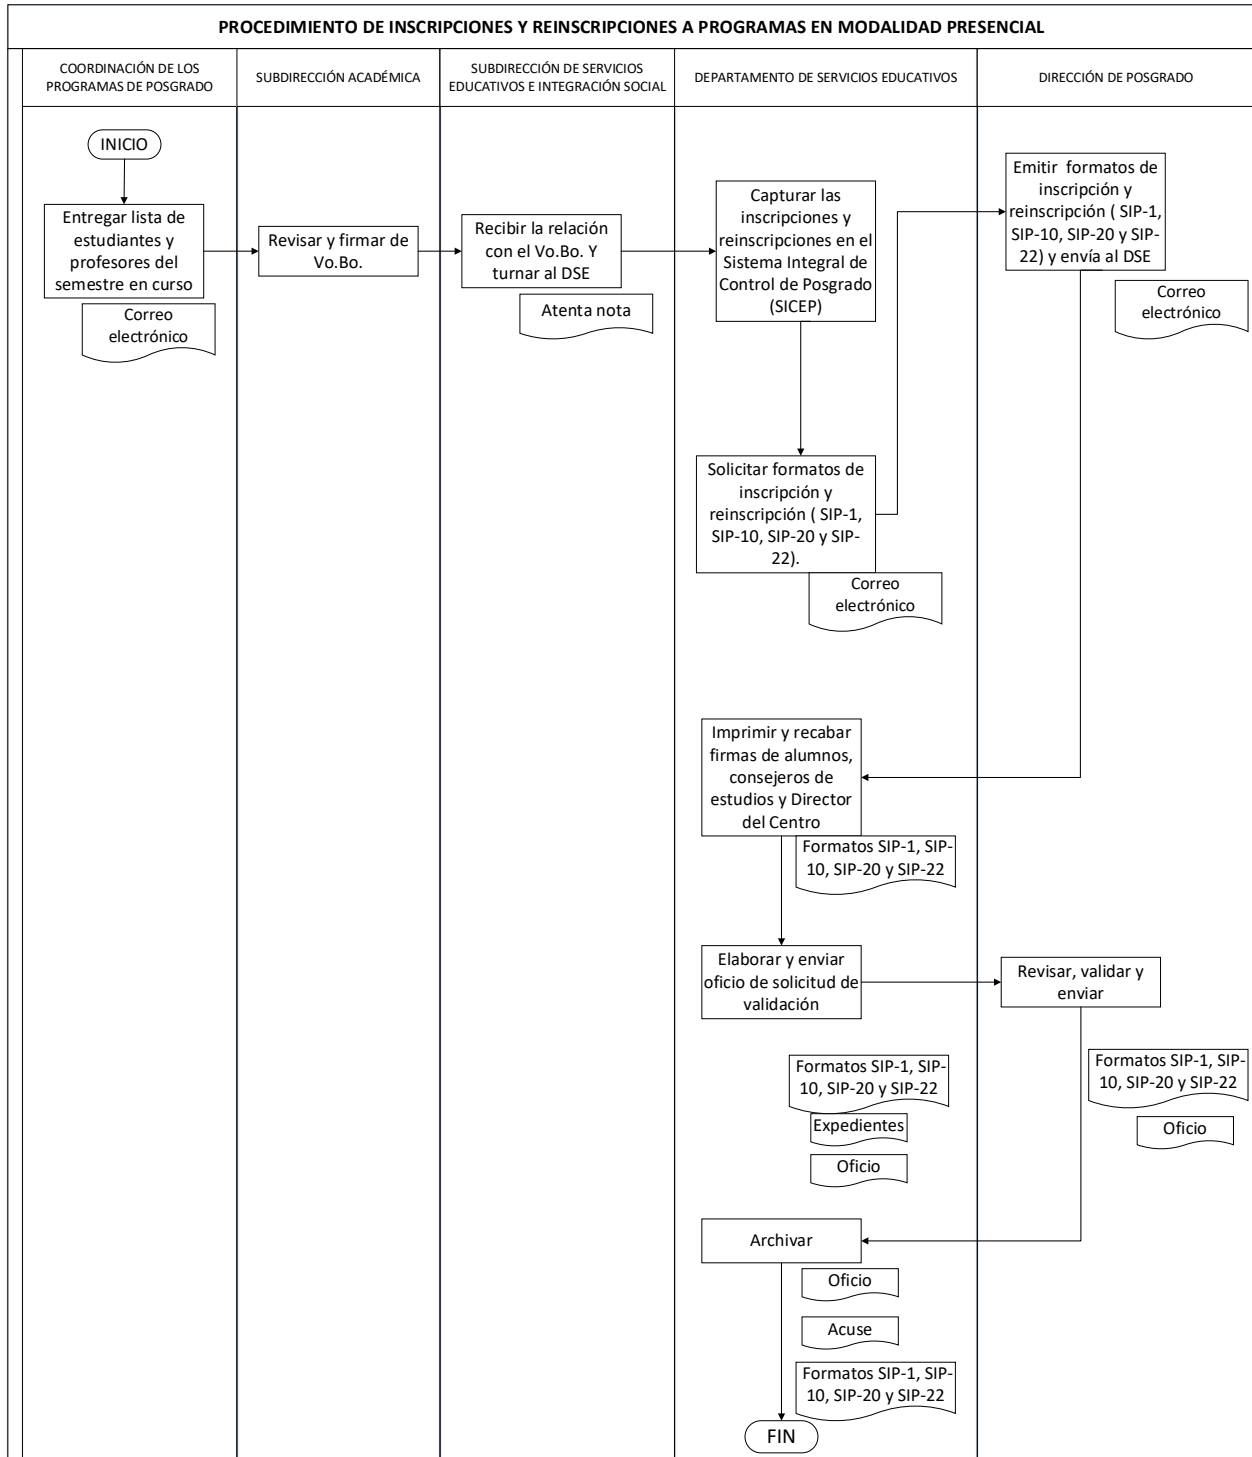 PROCEDIMIENTO DE INSCRIPCIONES Y REINSCRIPCIONES A PROGRAMAS EN MODALIDAD PRESENCIAL
COORDINACIÓN DE LOS
PROGRAMAS DE POSGRADO
SUBDIRECCIÓN ACADÉMICA
SUBDIRECCIÓN DE SERVICIOS
EDUCATIVOS E INTEGRACIÓN SOCIAL
DEPARTAMENTO DE SERVICIOS EDUCATIVOS
DIRECCIÓN DE POSGRADO
INICIO
Entregar lista de
estudiantes y
profesores del
semestre en curso
Correo
electrónico
Revisar y firmar de
Vo.Bo.
Recibir la relación
con el Vo.Bo. Y
turnar al DSE
Atenta nota
Capturar las
inscripciones y
reinscripciones en el
Sistema Integral de
Control de Posgrado
(SICEP)
Emitir formatos de
inscripción y
reinscripción ( SIP-1,
SIP-10, SIP-20 y SIP-
22) y envía al DSE
Correo
electrónico
Solicitar formatos de
inscripción y
reinscripción ( SIP-1,
SIP-10, SIP-20 y SIP-
22).
Correo
electrónico
Imprimir y recabar
firmas de alumnos,
consejeros de
estudios y Director
del Centro
Formatos SIP-1, SIP-
10, SIP-20 y SIP-22
Elaborar y enviar
oficio de solicitud de
validación
Revisar, validar y
enviar
Formatos SIP-1, SIP-
10, SIP-20 y SIP-22
Expedientes
Oficio
Formatos SIP-1, SIP-
10, SIP-20 y SIP-22
Oficio
Archivar
Oficio
Acuse
Formatos SIP-1, SIP-
10, SIP-20 y SIP-22
FIN